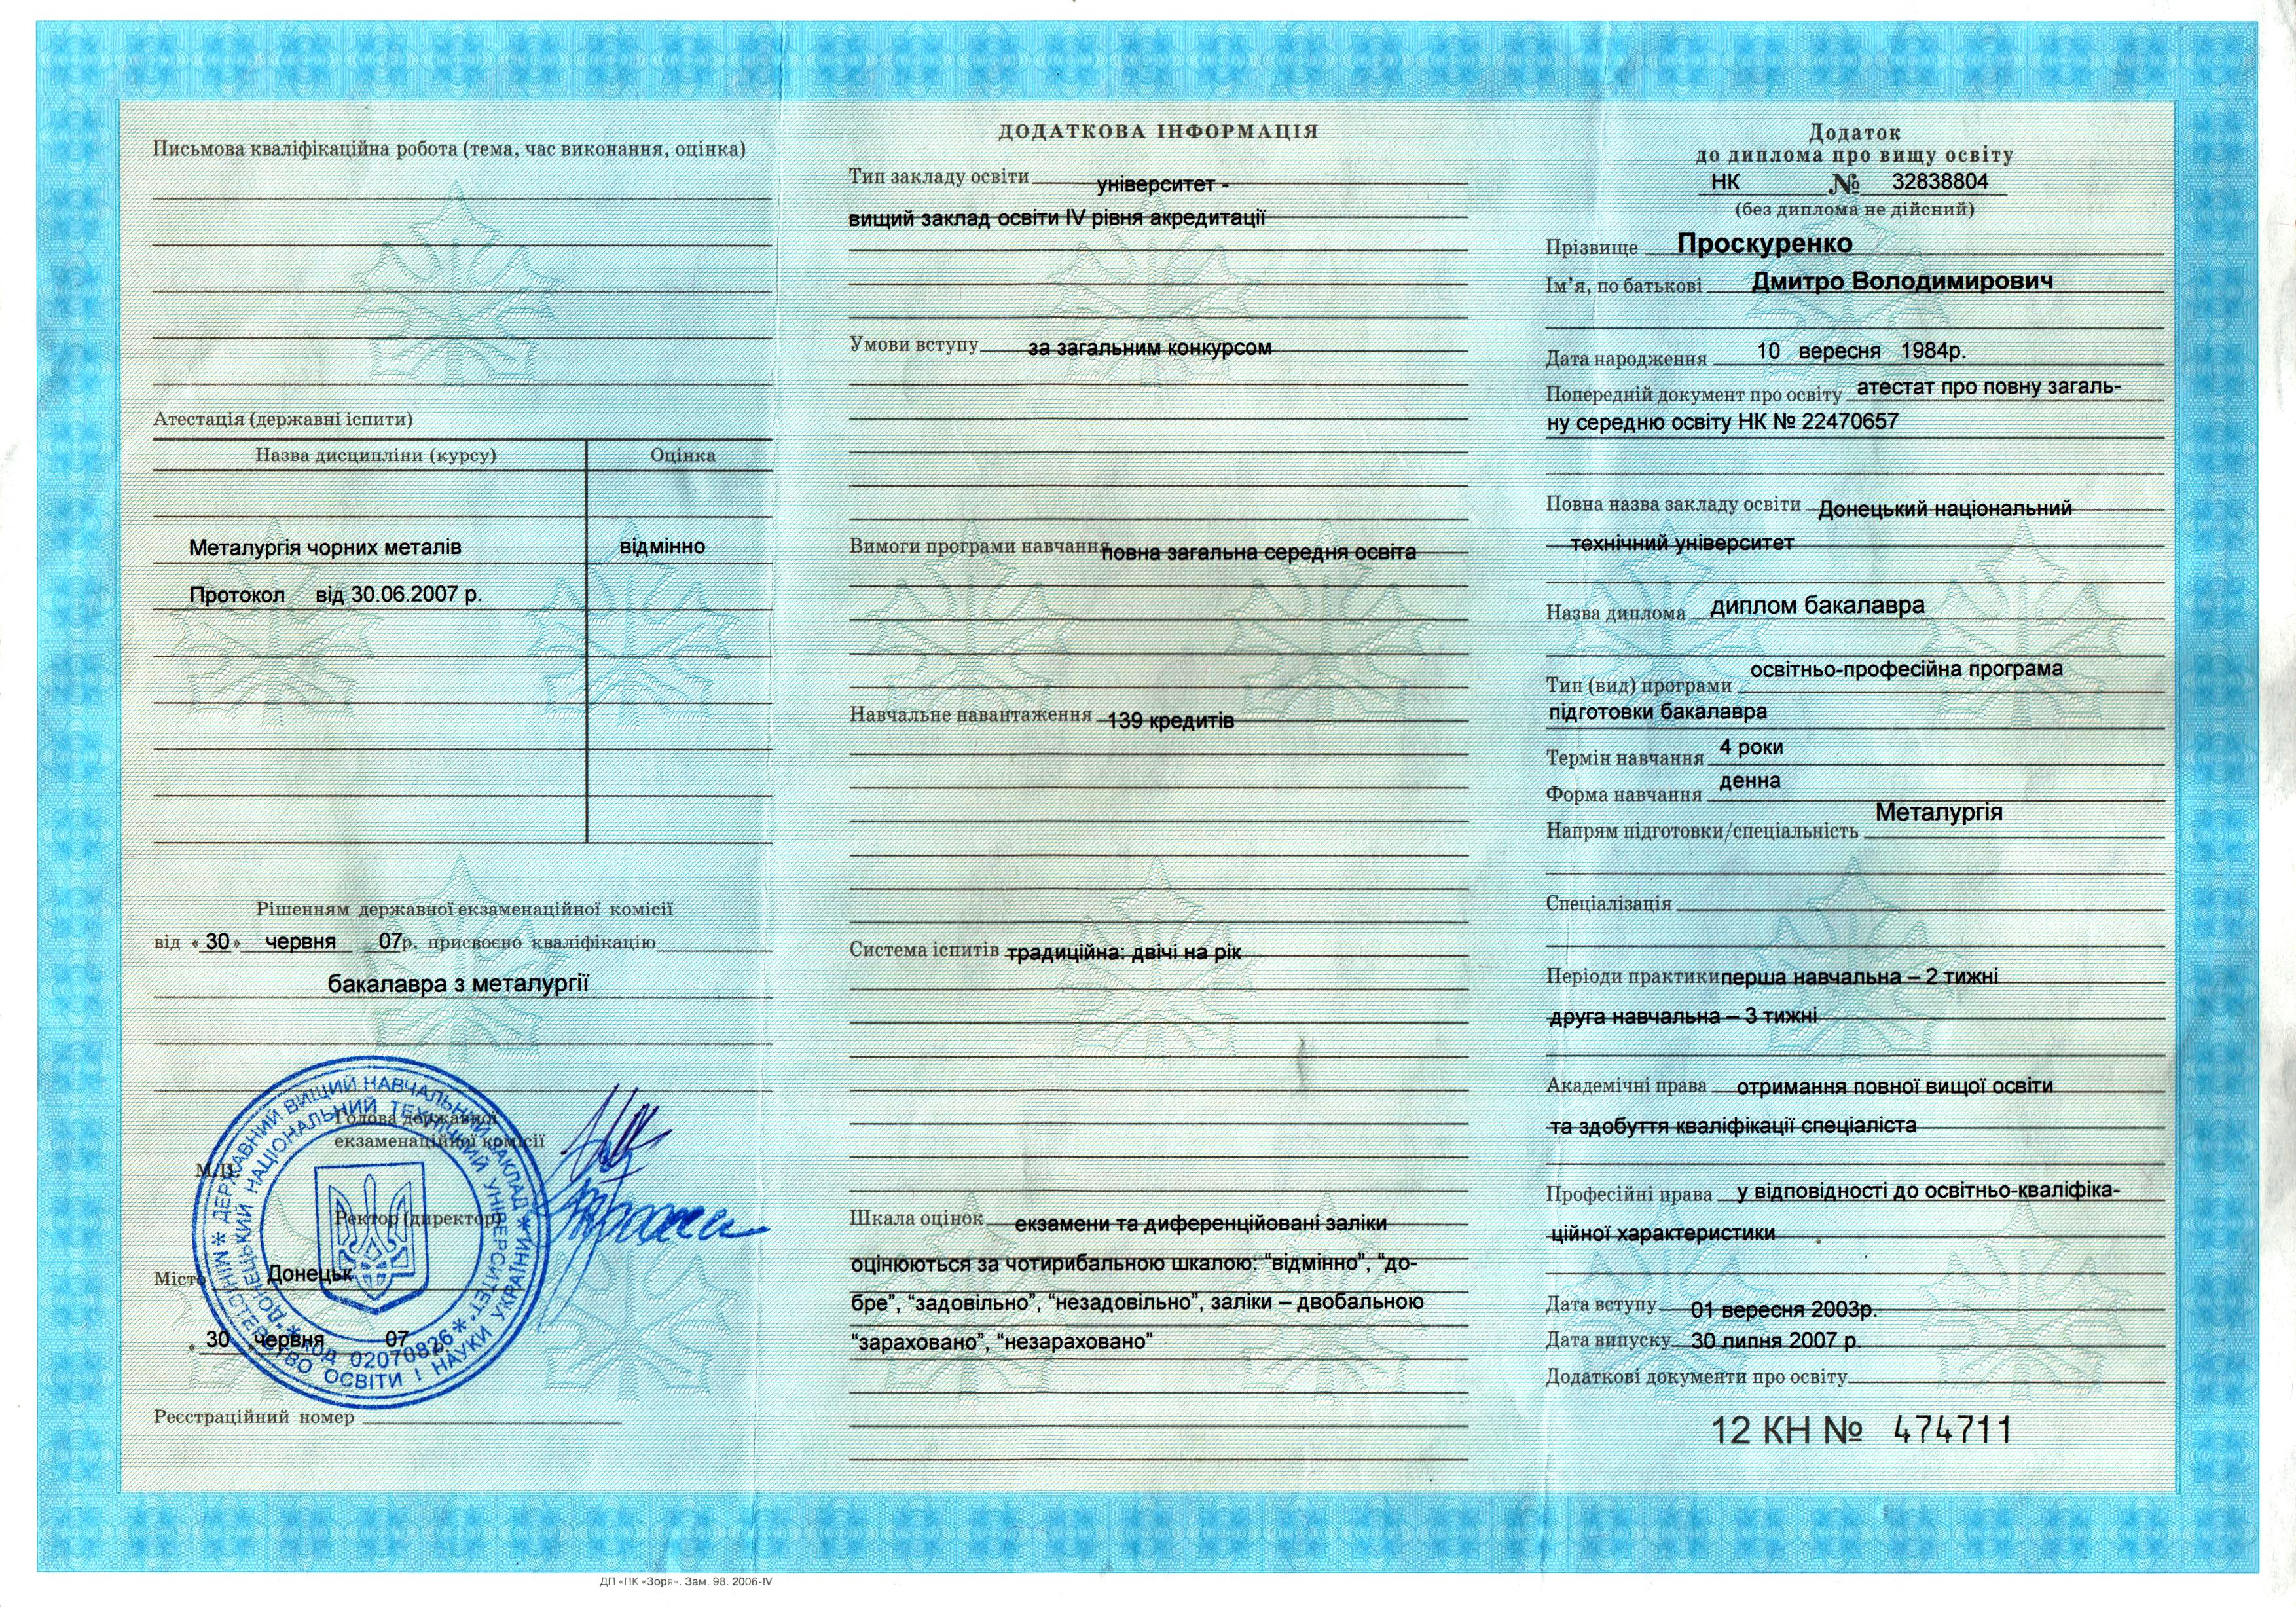 Письмова кваліфікаційна робота (тема, час виконання, оцінка)
Атестація (державні іспити)
Назва дисципліни (курсу) Оцінка
Металургія чорних металів відмінно
Протокол від 30.06.2007 р.
Рішенням державної екзаменаційної комісії
від «30» червня 07р. присвоєно кваліфікацію
бакалавра з металургії
Голова державної
екзаменаційної комісії
М.П.
Ректор (директор)
Місто Донецьк
« 30 червня 07
Реєстраційний номер
МІНІСТЕРСТВО ОСВІТИ І НАУКИ УКРАЇНИ * ДЕРЖАВНИЙ ВИЩИЙ НАВЧАЛЬНИЙ ЗАКЛАД *
"ДОНЕЦЬКИЙ НАЦІОНАЛЬНИЙ ТЕХНІЧНИЙ УНІВЕРСИТЕТ"
* КОД 02070826 *
ДОДАТКОВА ІНФОРМАЦІЯ
Тип закладу освіти університет -
вищий заклад освіти IV рівня акредитації
Умови вступу за загальним конкурсом
Вимоги програми навчання повна загальна середня освіта
Навчальне навантаження 139 кредитів
Система іспитів традиційна: двічі на рік
Шкала оцінок екзамени та диференційовані заліки
оцінюються за чотирибальною шкалою: “відмінно”, “до-
бре”, “задовільно”, “незадовільно”, заліки – двобальною
“зараховано”, “незараховано”
Додаток
до диплома про вищу освіту
НК № 32838804
(без диплома не дійсний)
Прізвище Проскуренко
Ім’я, по батькові Дмитро Володимирович
Дата народження 10 вересня 1984р.
Попередній документ про освіту атестат про повну загаль-
ну середню освіту НК № 22470657
Повна назва закладу освіти Донецький національний
технічний університет
Назва диплома диплом бакалавра
Тип (вид) програми освітньо-професійна програма
підготовки бакалавра
Термін навчання 4 роки
Форма навчання денна
Напрям підготовки/спеціальність Металургія
Спеціалізація
Періоди практики перша навчальна – 2 тижні
друга навчальна – 3 тижні
Академічні права отримання повної вищої освіти
та здобуття кваліфікації спеціаліста
Професійні права у відповідності до освітньо-кваліфіка-
ційної характеристики
Дата вступу 01 вересня 2003р.
Дата випуску 30 липня 2007 р.
Додаткові документи про освіту
12 КН № 474711
ДП «ПК «Зоря». Зам. 98. 2006-IV